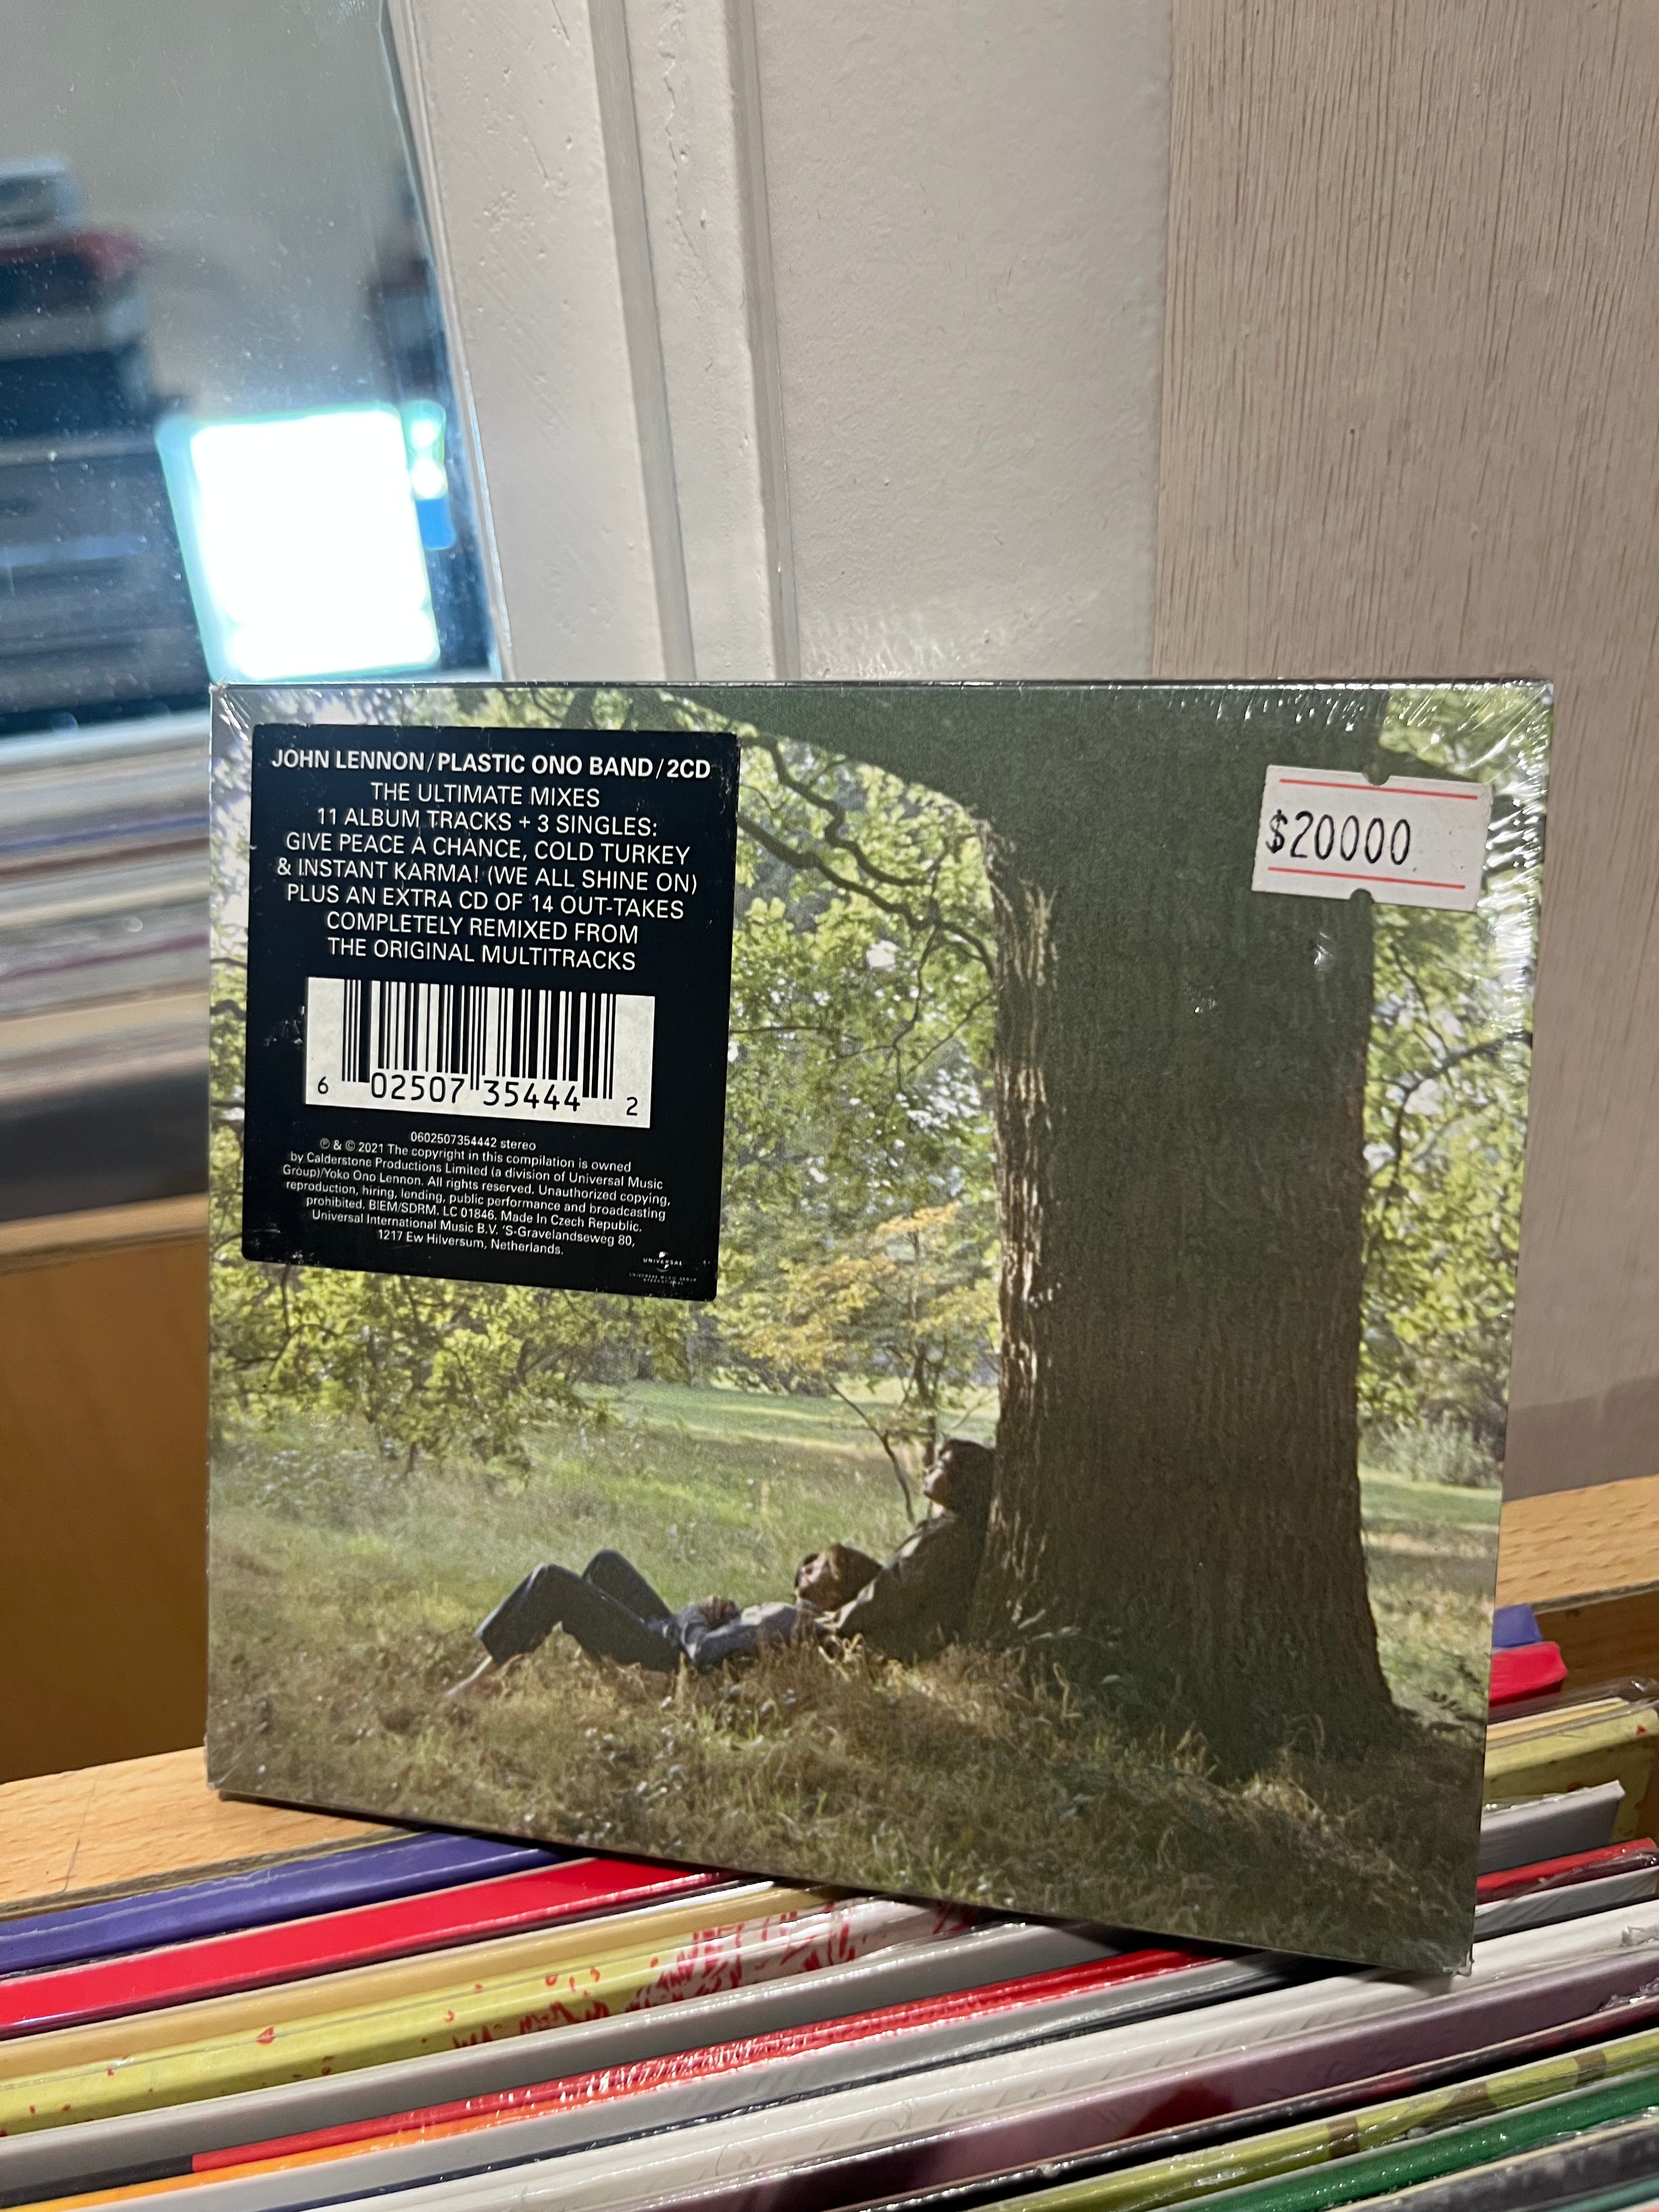 JOHN LENNON/PLASTIC ONO BAND/2CD
THE ULTIMATE MIXES
11 ALBUM TRACKS + 3 SINGLES:
GIVE PEACE A CHANCE, COLD TURKEY
& INSTANT KARMA! (WE ALL SHINE ON)
PLUS AN EXTRA CD OF 14 OUT-TAKES
COMPLETELY REMIXED FROM
THE ORIGINAL MULTITRACKS
6 02507 35444 2
0602507354442 stereo
℗ & © 2021 The copyright in this compilation is owned
by Calderstone Productions Limited (a division of Universal Music
Group)/Yoko Ono Lennon. All rights reserved. Unauthorized copying,
reproduction, hiring, lending, public performance and broadcasting
prohibited. BIEM/SDRM. LC 01846. Made In Czech Republic.
Universal International Music B.V. 'S-Gravelandseweg 80,
1217 Ew Hilversum, Netherlands.
UNIVERSAL
UNIVERSAL MUSIC GROUP
INTERNATIONAL
$20000